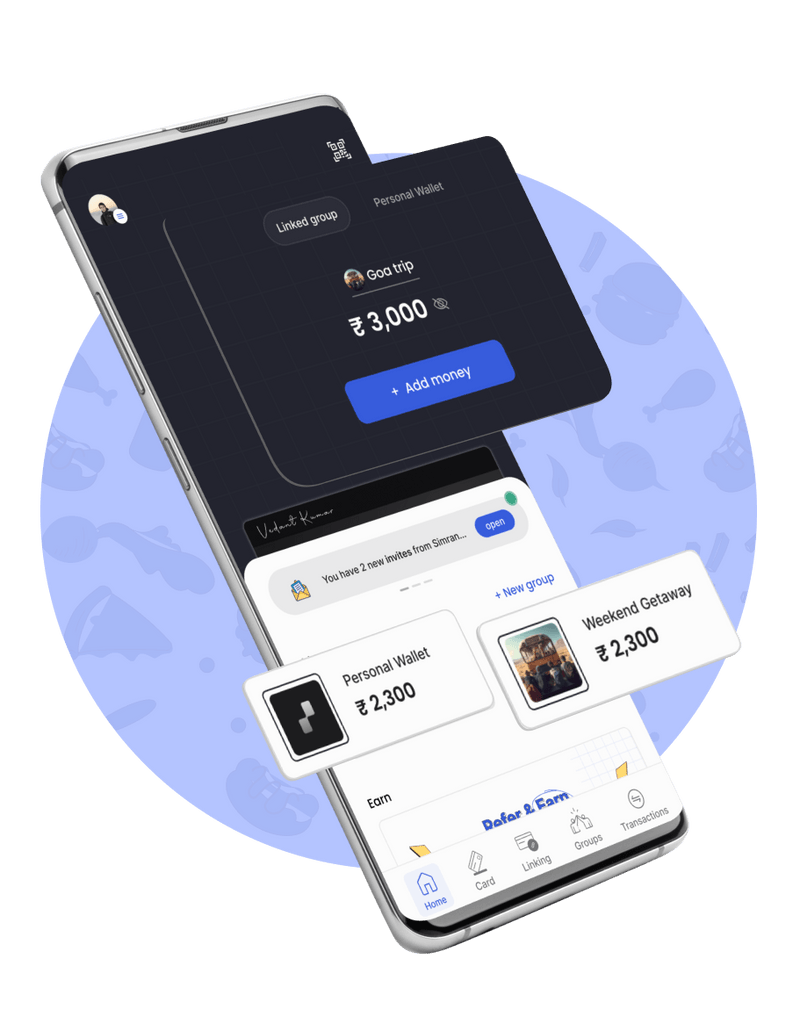 Linked group
Personal Wallet
Goa trip
₹ 3,000
+ Add money
Vedant Kumar
You have 2 new invites from Simran...
open
+ New group
Personal Wallet
₹ 2,300
Weekend Getaway
₹ 2,300
Earn
Refer & Earn
Home
Card
Linking
Groups
Transactions